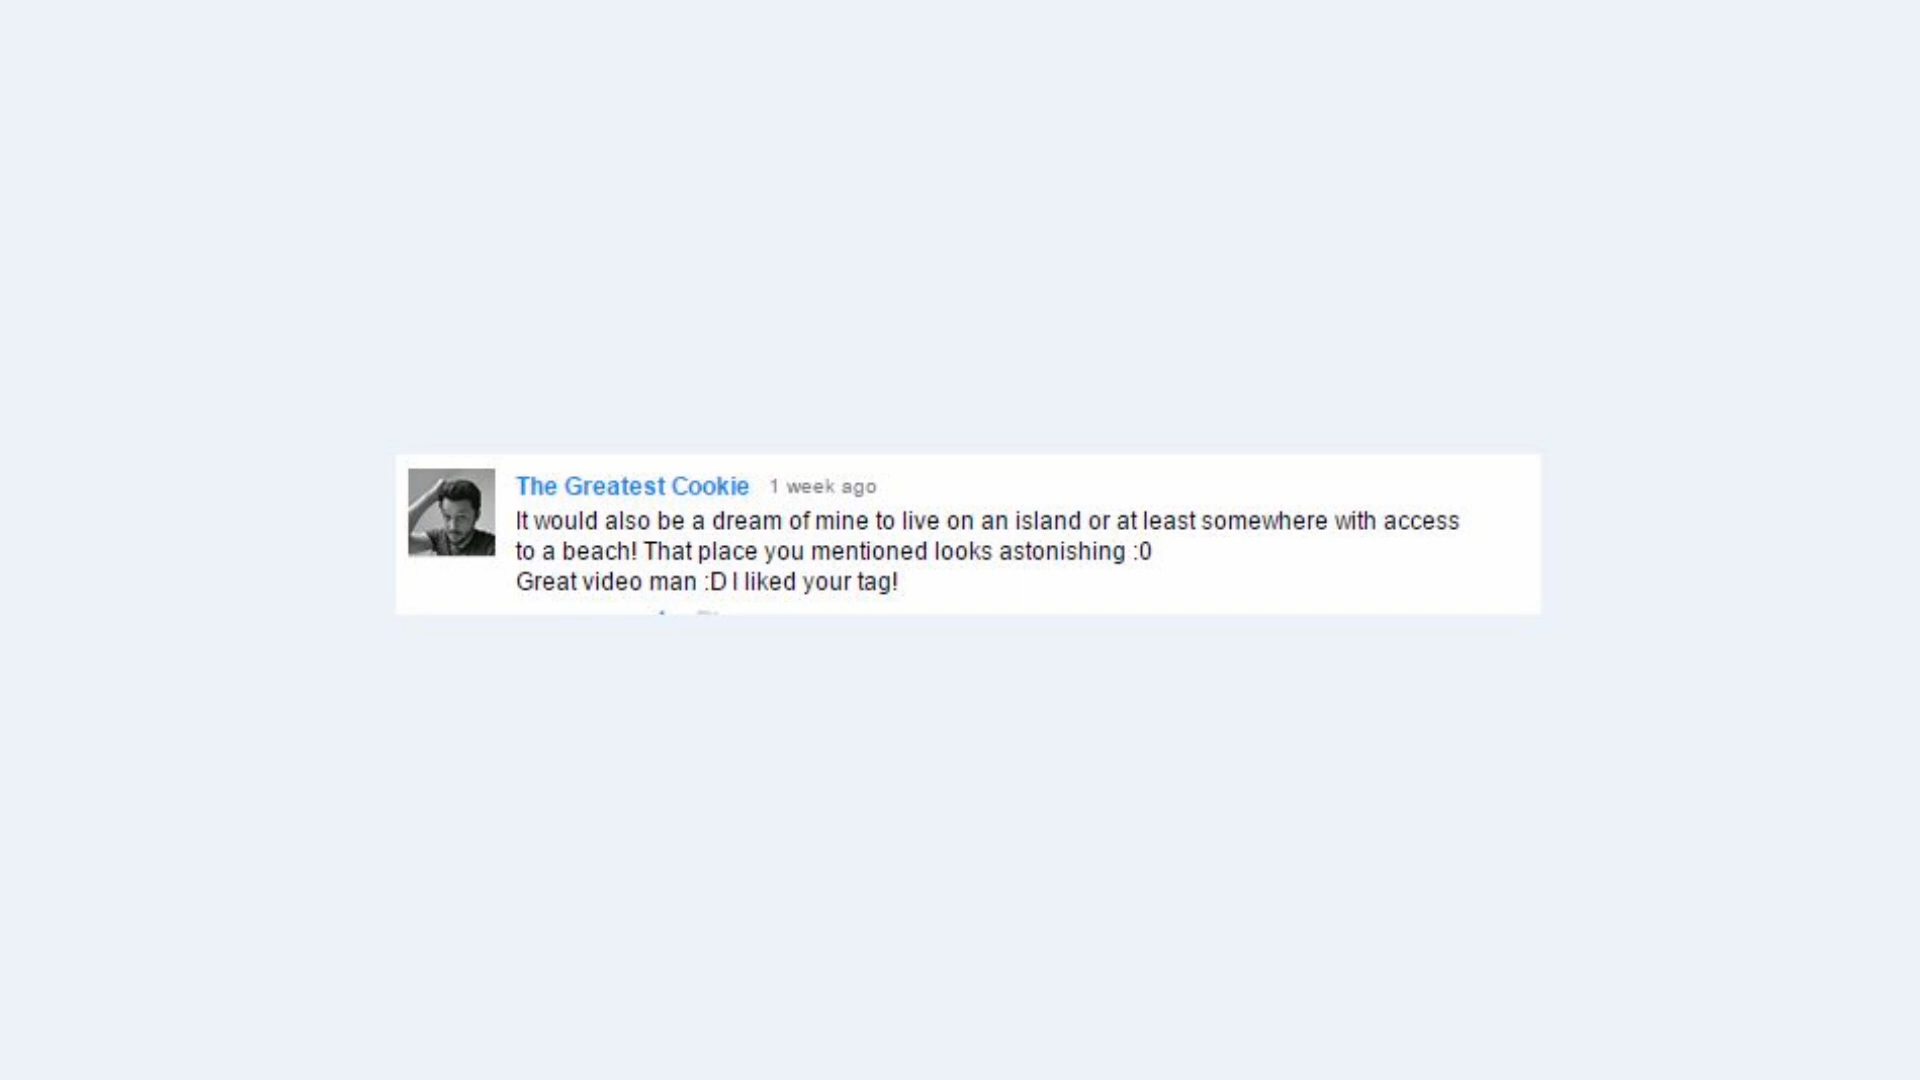 The Greatest Cookie 1 week ago
It would also be a dream of mine to live on an island or at least somewhere with access
to a beach! That place you mentioned looks astonishing :0
Great video man :D I liked your tag!